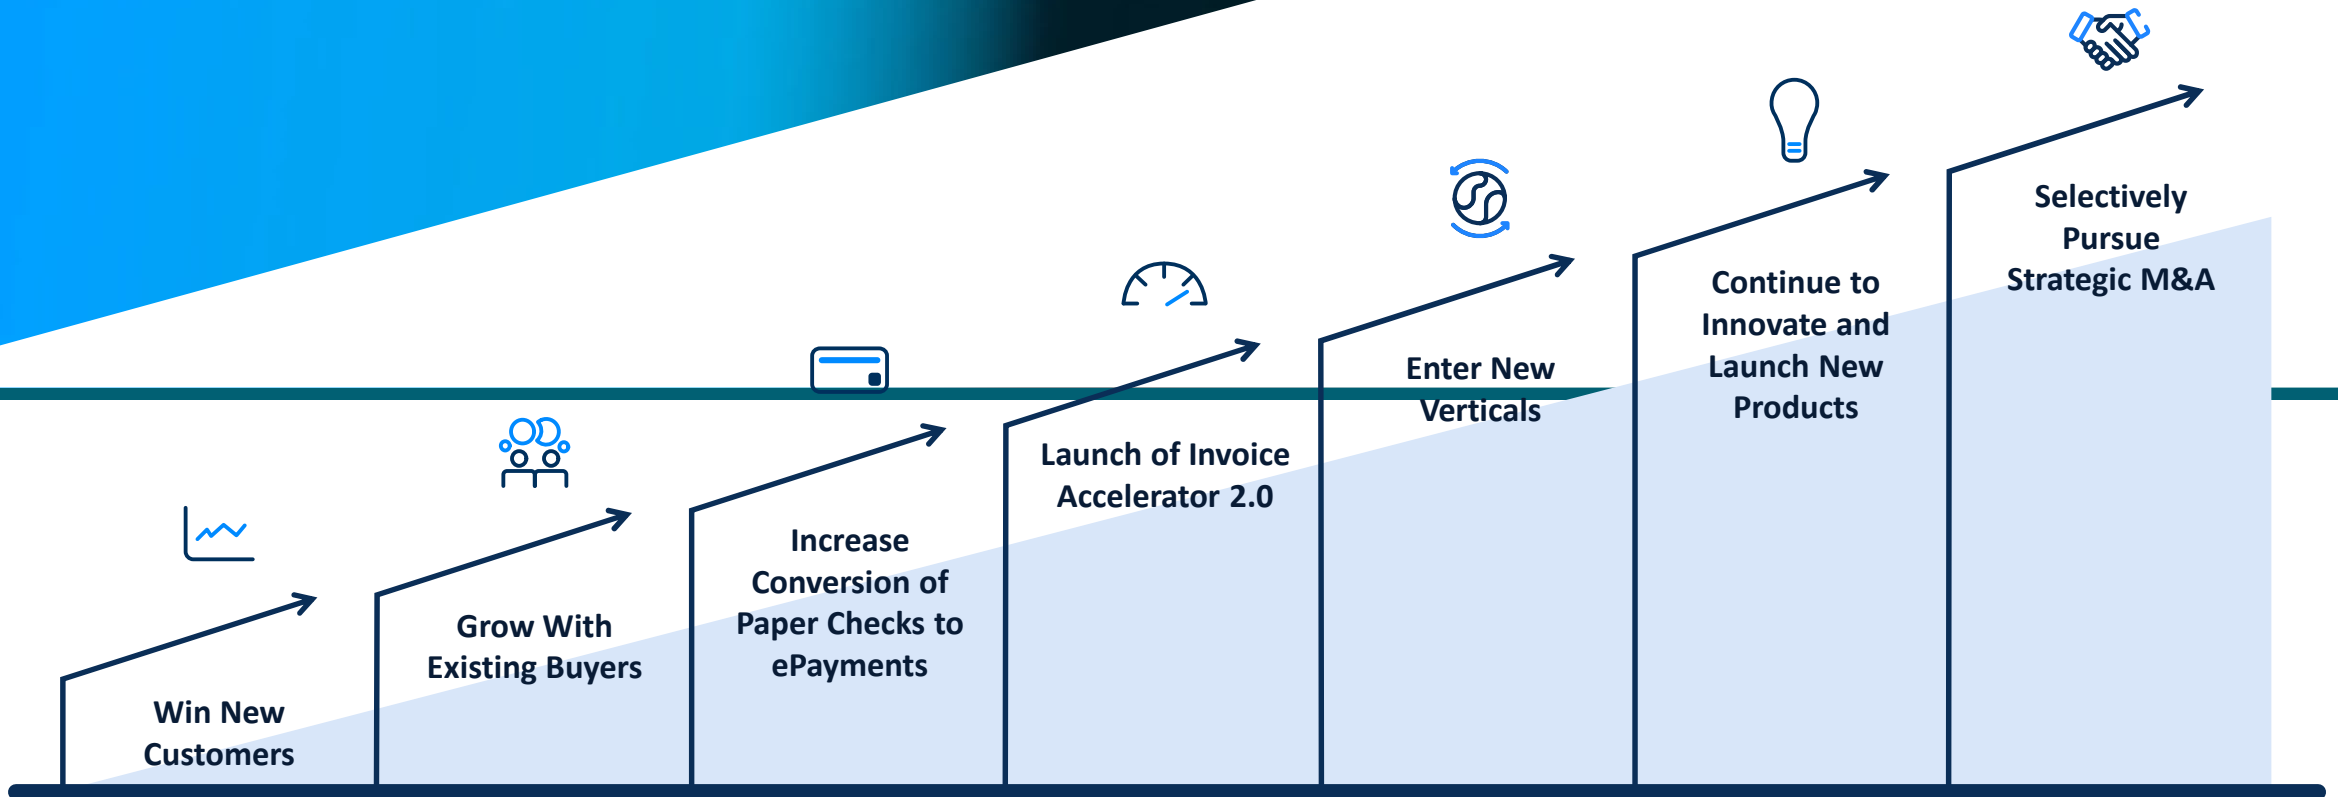 Win New
Customers
Grow With
Existing Buyers
Increase
Conversion of
Paper Checks to
ePayments
Launch of Invoice
Accelerator 2.0
Enter New
Verticals
Continue to
Innovate and
Launch New
Products
Selectively
Pursue
Strategic M&A